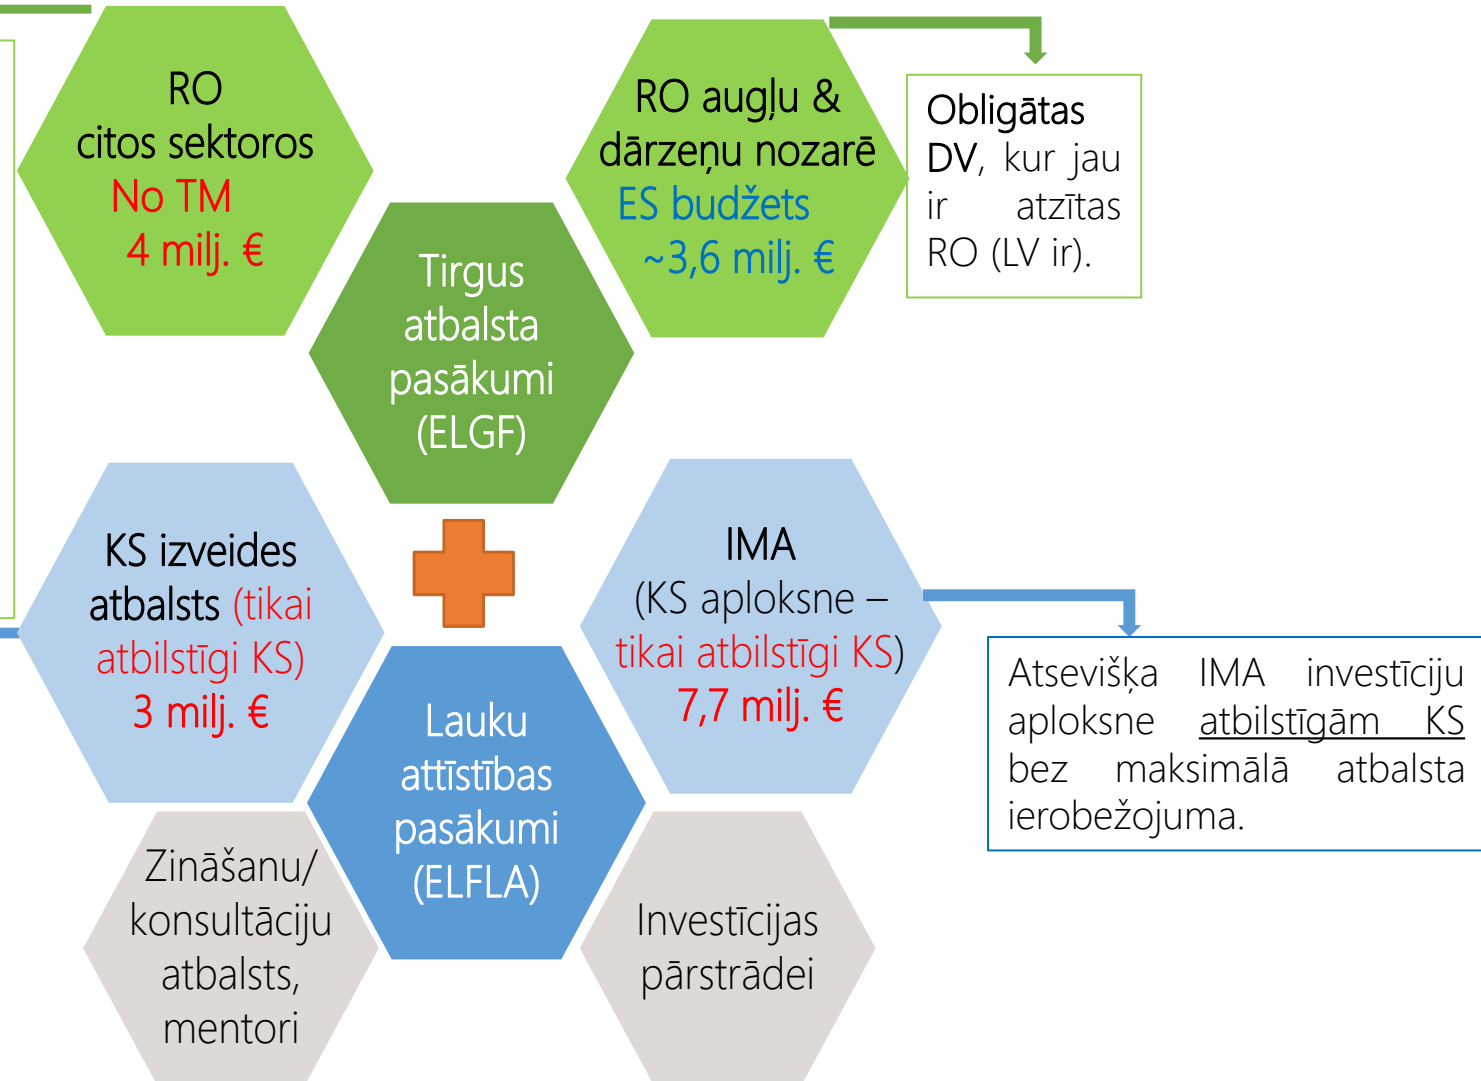 RO
citos sektoros
No TM
4 milj. €
RO augļu &
dārzeņu nozarē
ES budžets
~3,6 milj. €
Obligātas
DV, kur jau
ir atzītas
RO (LV ir).
Tirgus
atbalsta
pasākumi
(ELGF)
KS izveides
atbalsts (tikai
atbilstīgi KS)
3 milj. €
IMA
(KS aploksne –
tikai atbilstīgi KS)
7,7 milj. €
Atsevišķa IMA investīciju
aploksne atbilstīgām KS
bez maksimālā atbalsta
ierobežojuma.
Lauku
attīstības
pasākumi
(ELFLA)
Zināšanu/
konsultāciju
atbalsts,
mentori
Investīcijas
pārstrādei